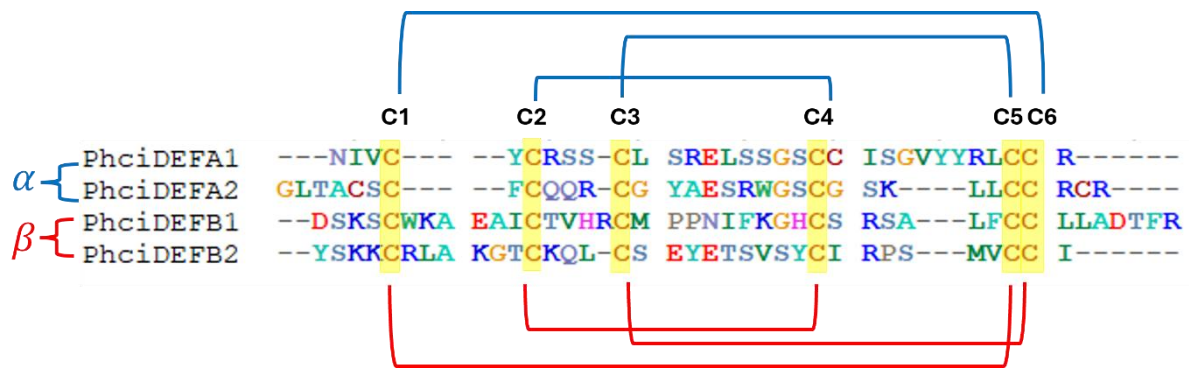 C1 C2 C3 C4 C5 C6
α
β
PhciDEFA1 ---NIVC---- --YCRSS-CL SRELSSGSCC ISGVYYRLCC R------
PhciDEFA2 GLTACSC---- --FCQQR-CG YAESRWGSCG SK----LLCC RCR----
PhciDEFB1 --DSKSCWKA EAICTVHRCM PPNIFKGHCS RSA---LFCC LLADTFR
PhciDEFB2 --YSKKCRLA KGTCKQL-CS EYETSVSYCI RPS---MVCC I------